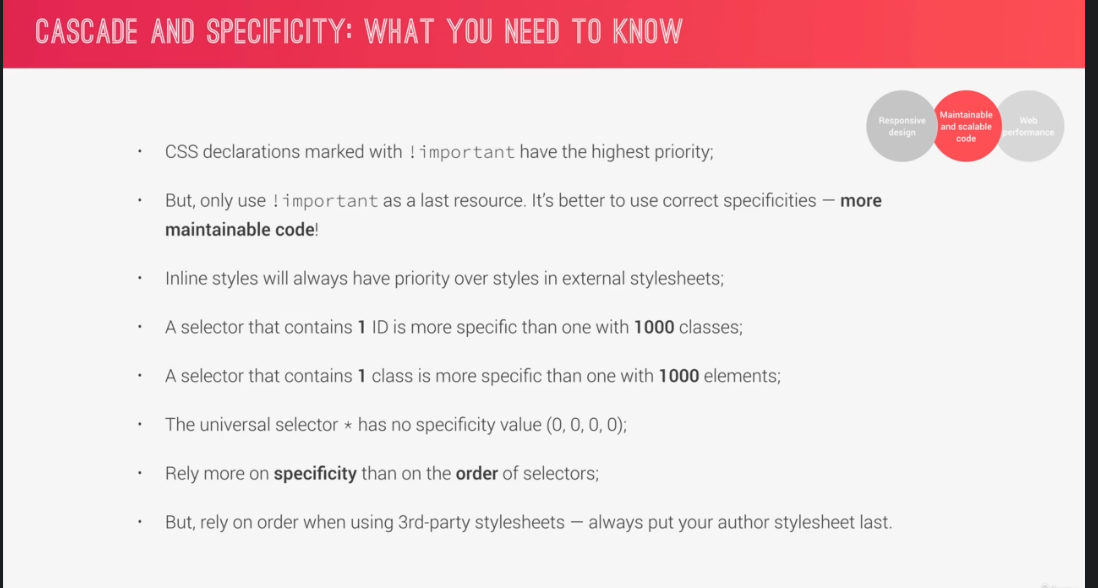 CASCADE AND SPECIFICITY: WHAT YOU NEED TO KNOW
Responsive
design
Maintainable
and scalable
code
Web
performance
• CSS declarations marked with !important have the highest priority;
• But, only use !important as a last resource. It’s better to use correct specificities — more
maintainable code!
• Inline styles will always have priority over styles in external stylesheets;
• A selector that contains 1 ID is more specific than one with 1000 classes;
• A selector that contains 1 class is more specific than one with 1000 elements;
• The universal selector * has no specificity value (0, 0, 0, 0);
• Rely more on specificity than on the order of selectors;
• But, rely on order when using 3rd-party stylesheets — always put your author stylesheet last.